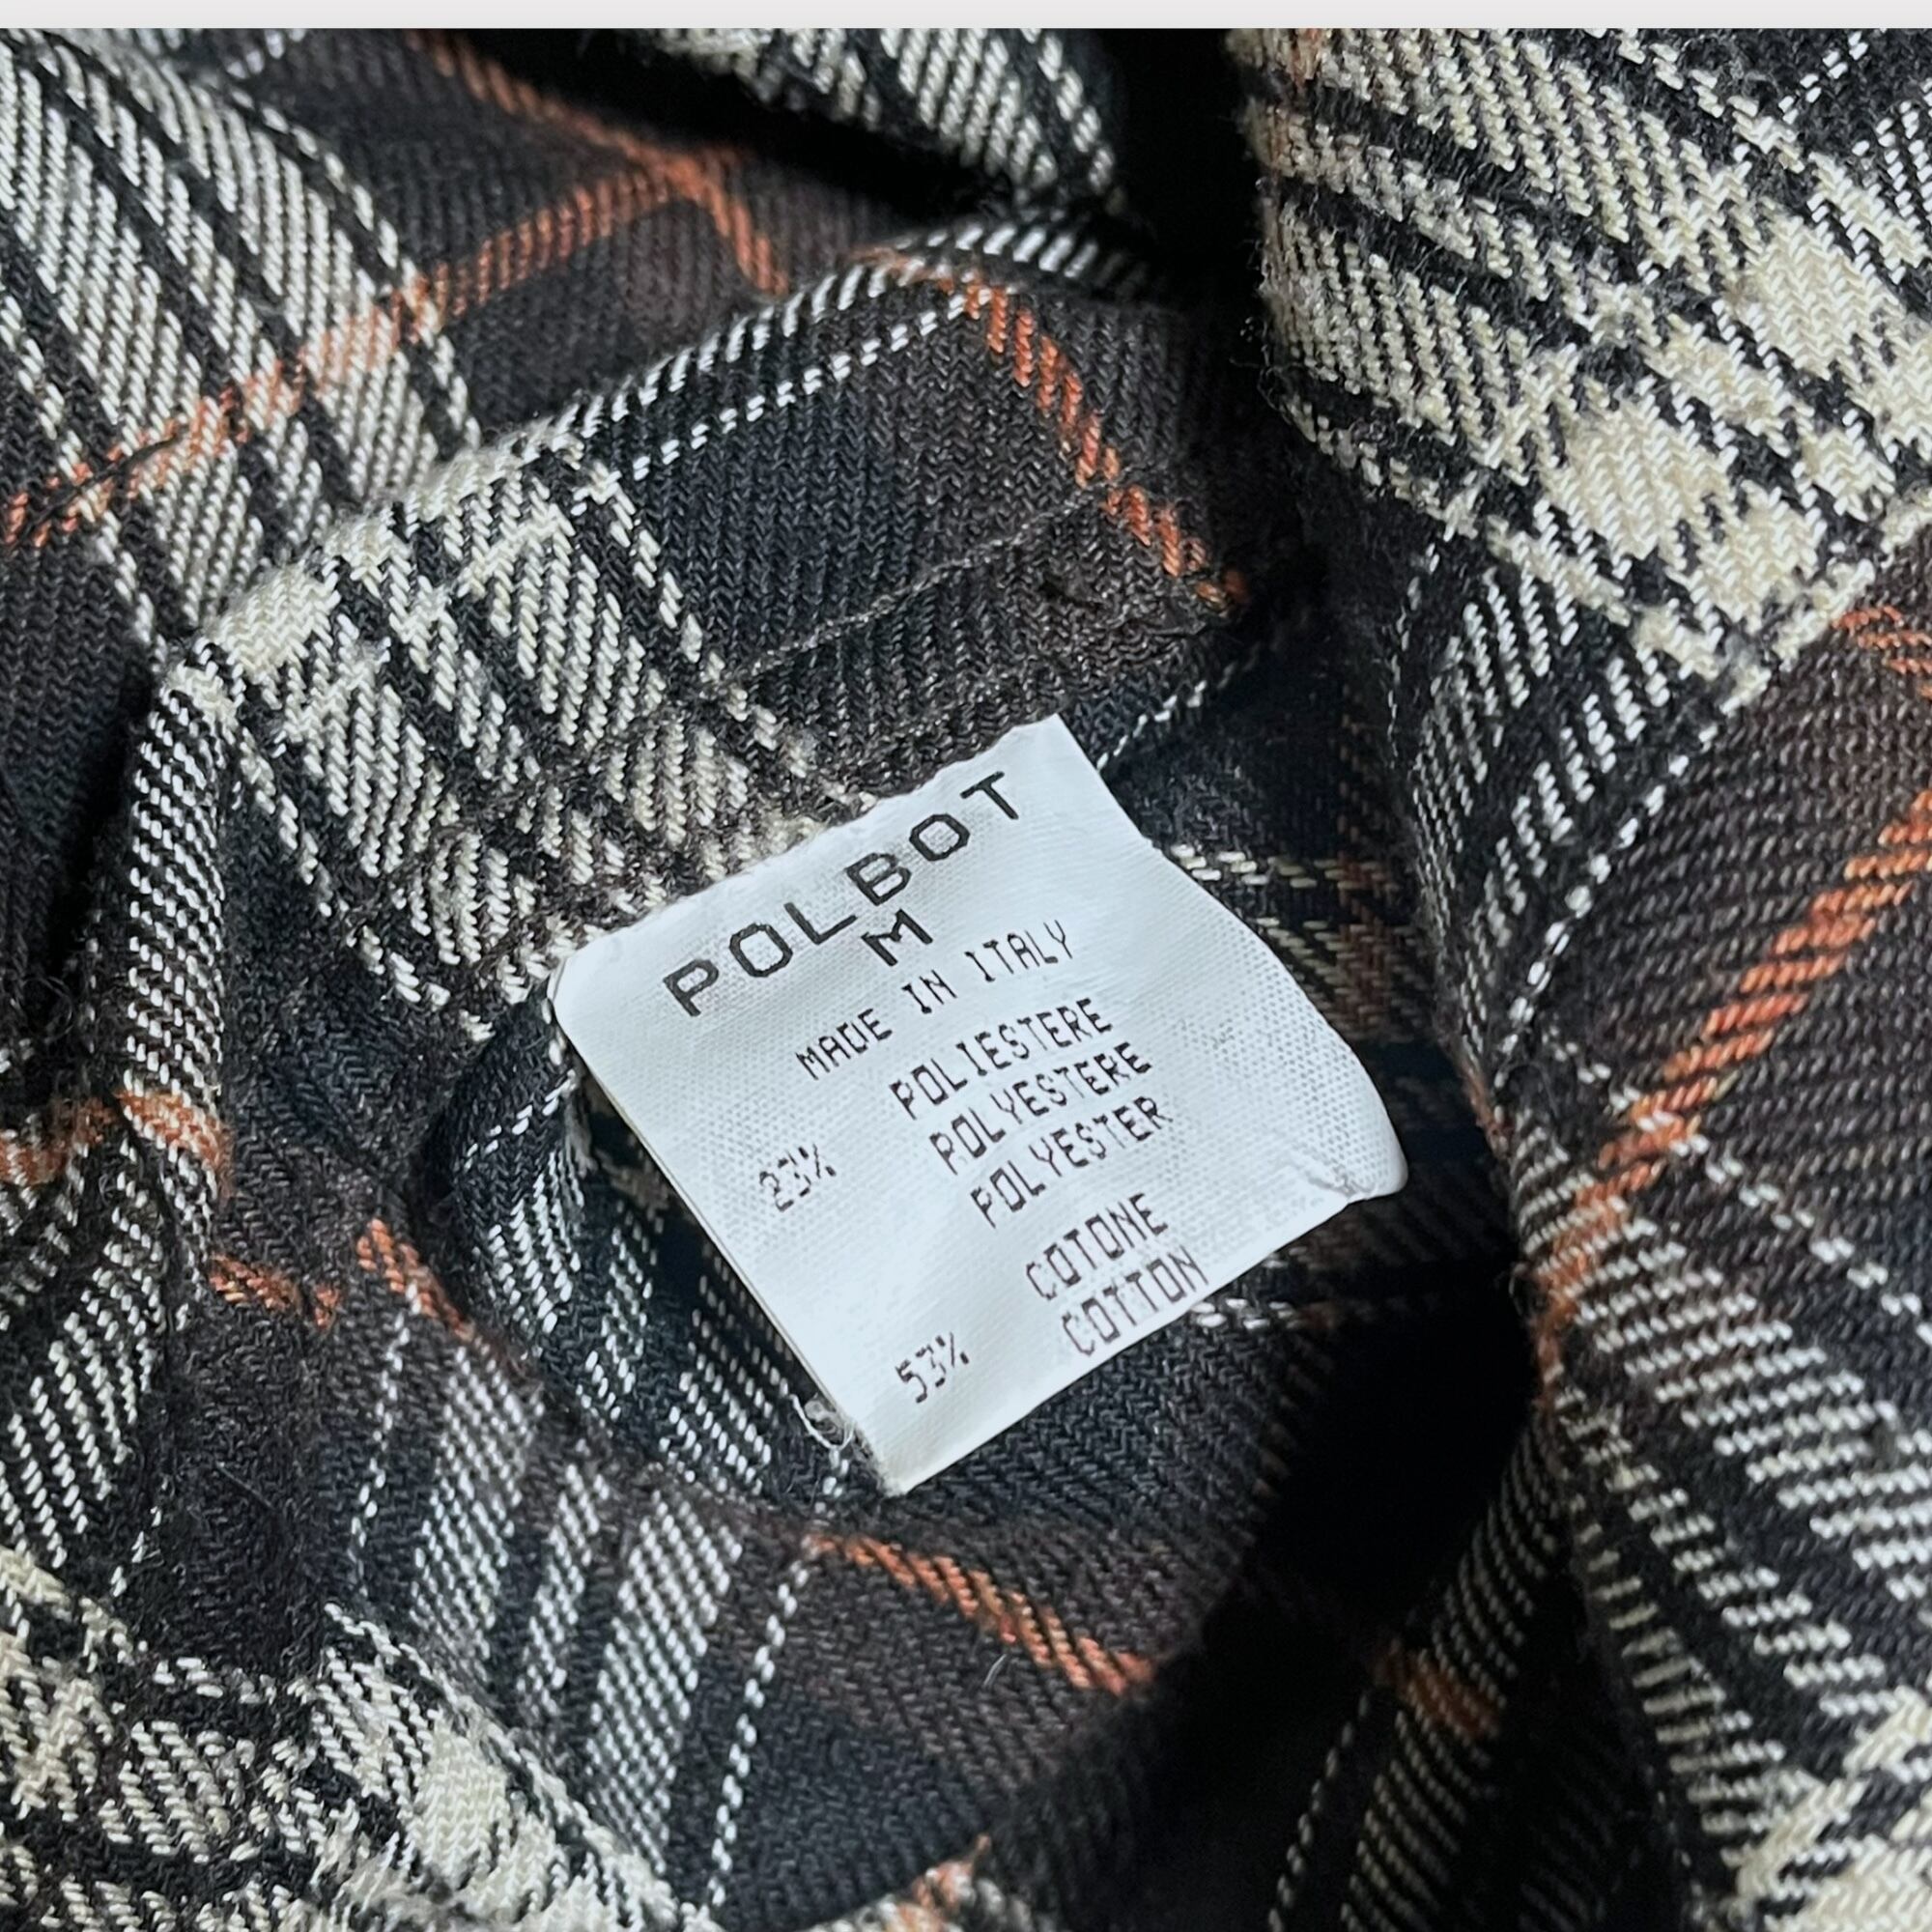 POLBOT
M
MADE IN ITALY
POLIESTERE
POLYESTERE
23% POLYESTER
COTONE
53% COTTON